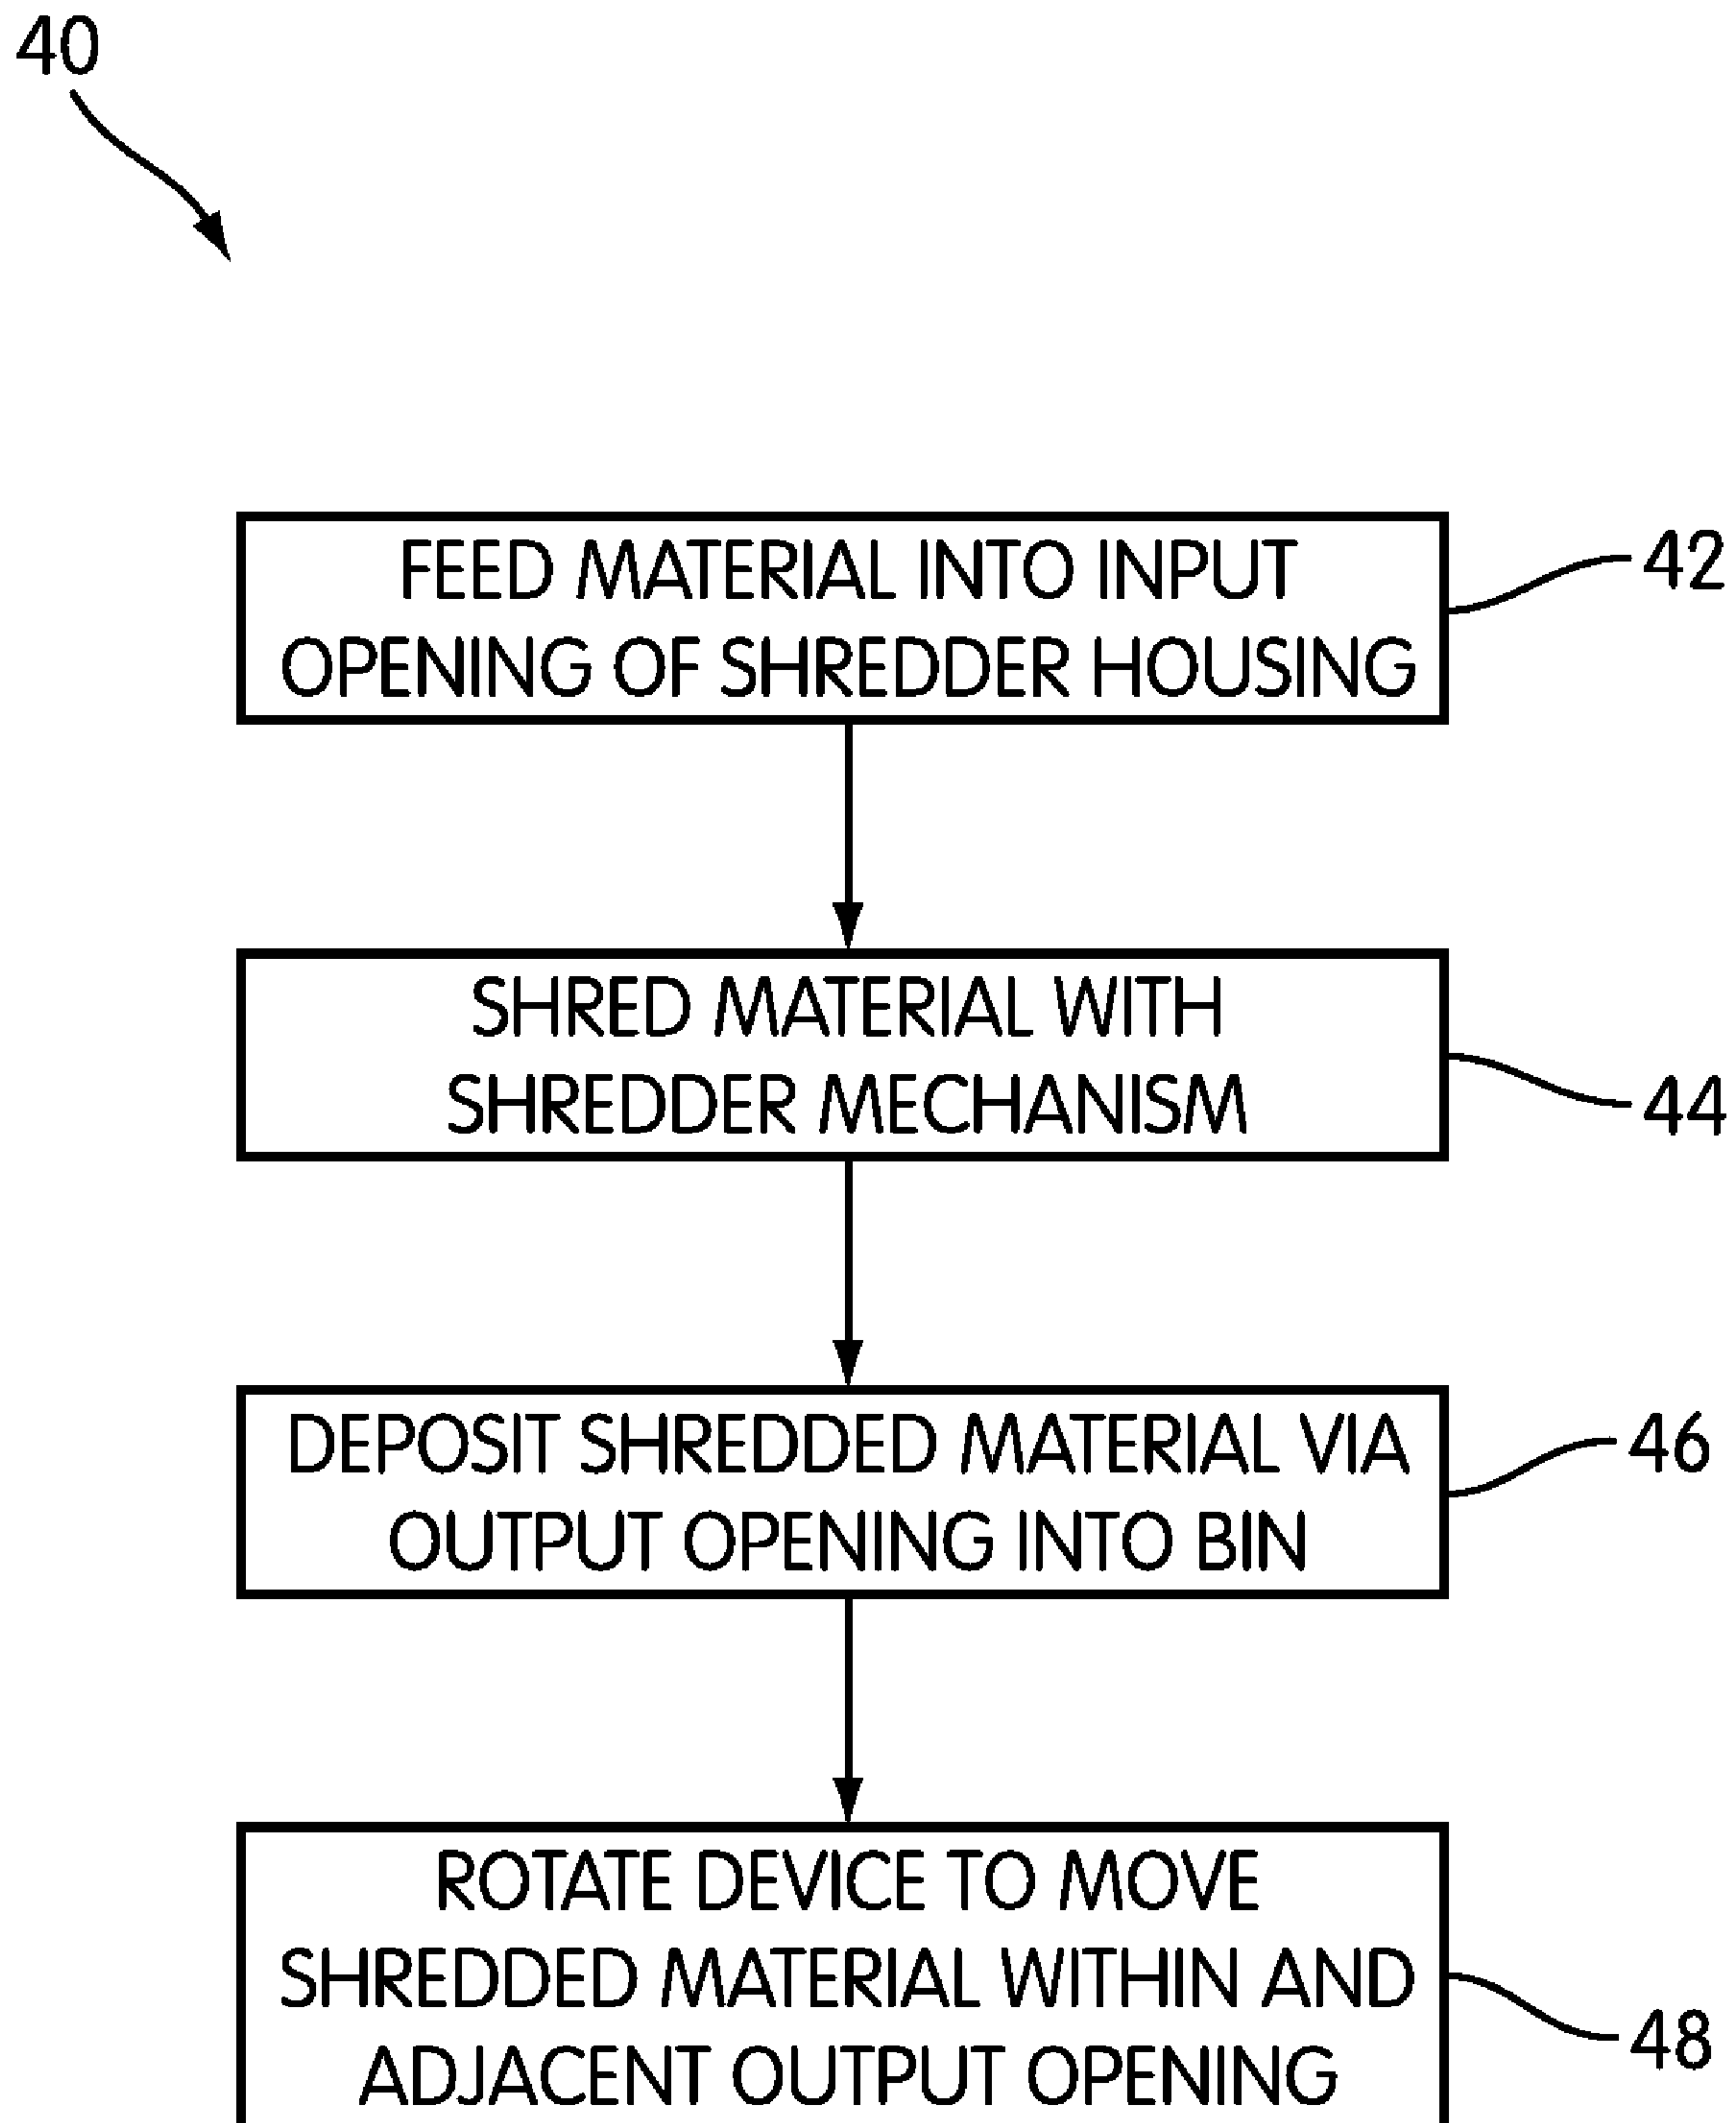 40
FEED MATERIAL INTO INPUT
OPENING OF SHREDDER HOUSING
42
SHRED MATERIAL WITH
SHREDDER MECHANISM
44
DEPOSIT SHREDDED MATERIAL VIA
OUTPUT OPENING INTO BIN
46
ROTATE DEVICE TO MOVE
SHREDDED MATERIAL WITHIN AND
ADJACENT OUTPUT OPENING
48